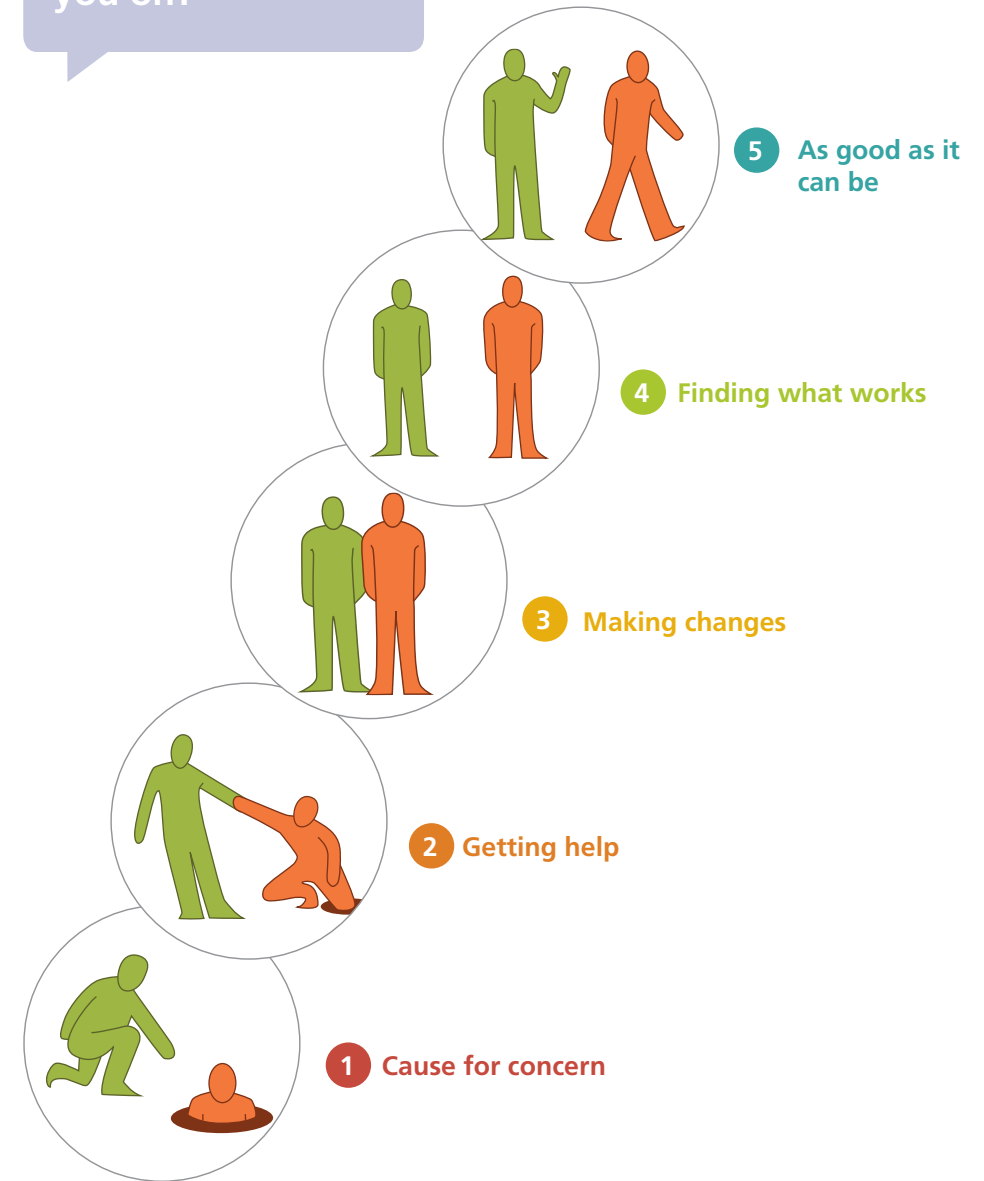 5 As good as it
can be
4 Finding what works
3 Making changes
2 Getting help
1 Cause for concern